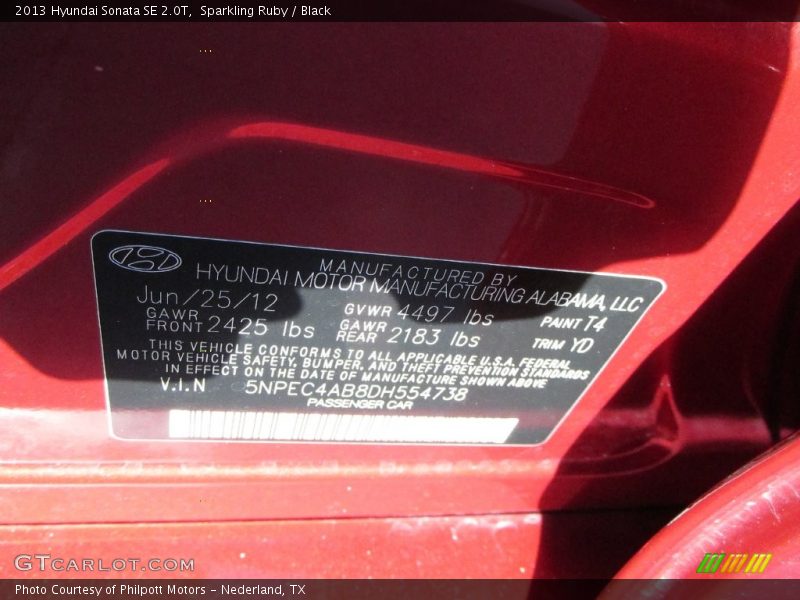 2013 Hyundai Sonata SE 2.0T, Sparkling Ruby / Black
MANUFACTURED BY
HYUNDAI MOTOR MANUFACTURING ALABAMA, LLC
Jun/25/12 GVWR 4497 lbs PAINT T4
GAWR FRONT 2425 lbs GAWR REAR 2183 lbs TRIM YD
THIS VEHICLE CONFORMS TO ALL APPLICABLE U.S.A. FEDERAL
MOTOR VEHICLE SAFETY, BUMPER, AND THEFT PREVENTION STANDARDS
IN EFFECT ON THE DATE OF MANUFACTURE SHOWN ABOVE
V.I.N 5NPEC4AB8DH554738
PASSENGER CAR
GTCARLOT.COM
Photo Courtesy of Philpott Motors - Nederland, TX